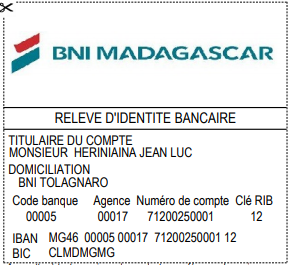 BNI MADAGASCAR
RELEVE D'IDENTITE BANCAIRE
TITULAIRE DU COMPTE
MONSIEUR HERINIAINA JEAN LUC
DOMICILIATION
BNI TOLAGNARO
Code banque Agence Numéro de compte Clé RIB
00005 00017 71200250001 12
IBAN MG46 00005 00017 71200250001 12
BIC CLMDMGMG